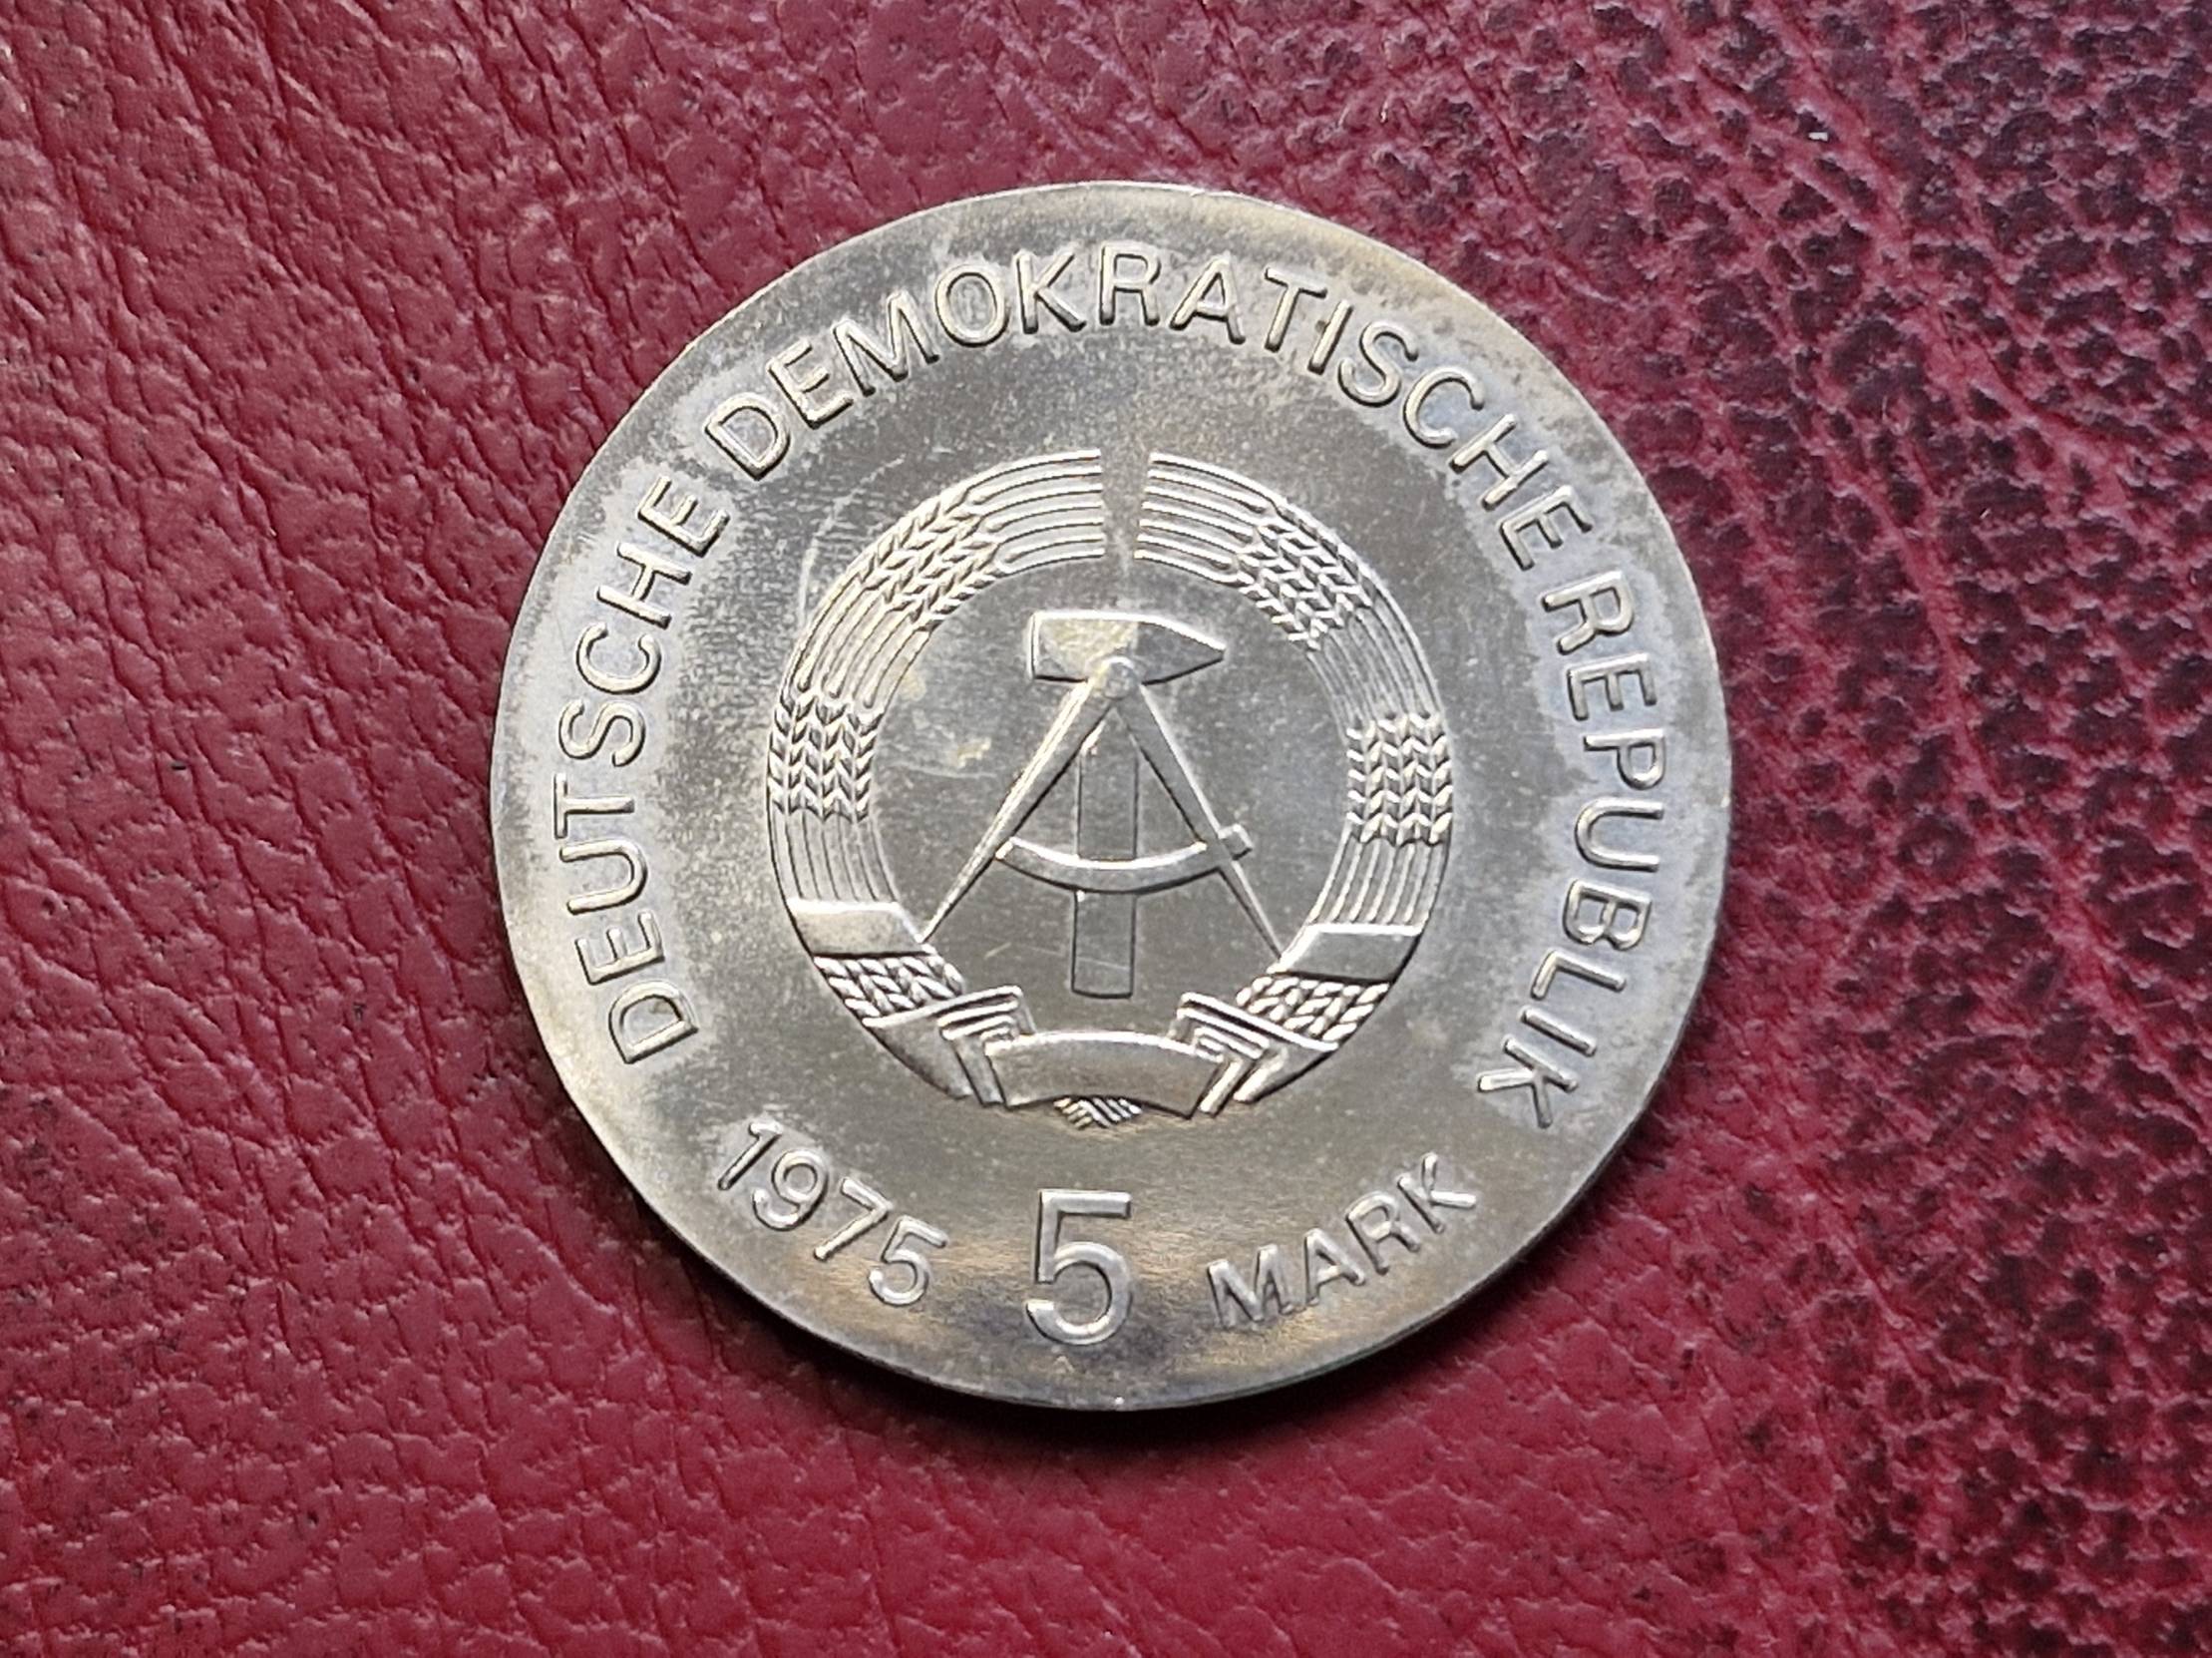 DEUTSCHE DEMOKRATISCHE REPUBLIK
1975 5 MARK